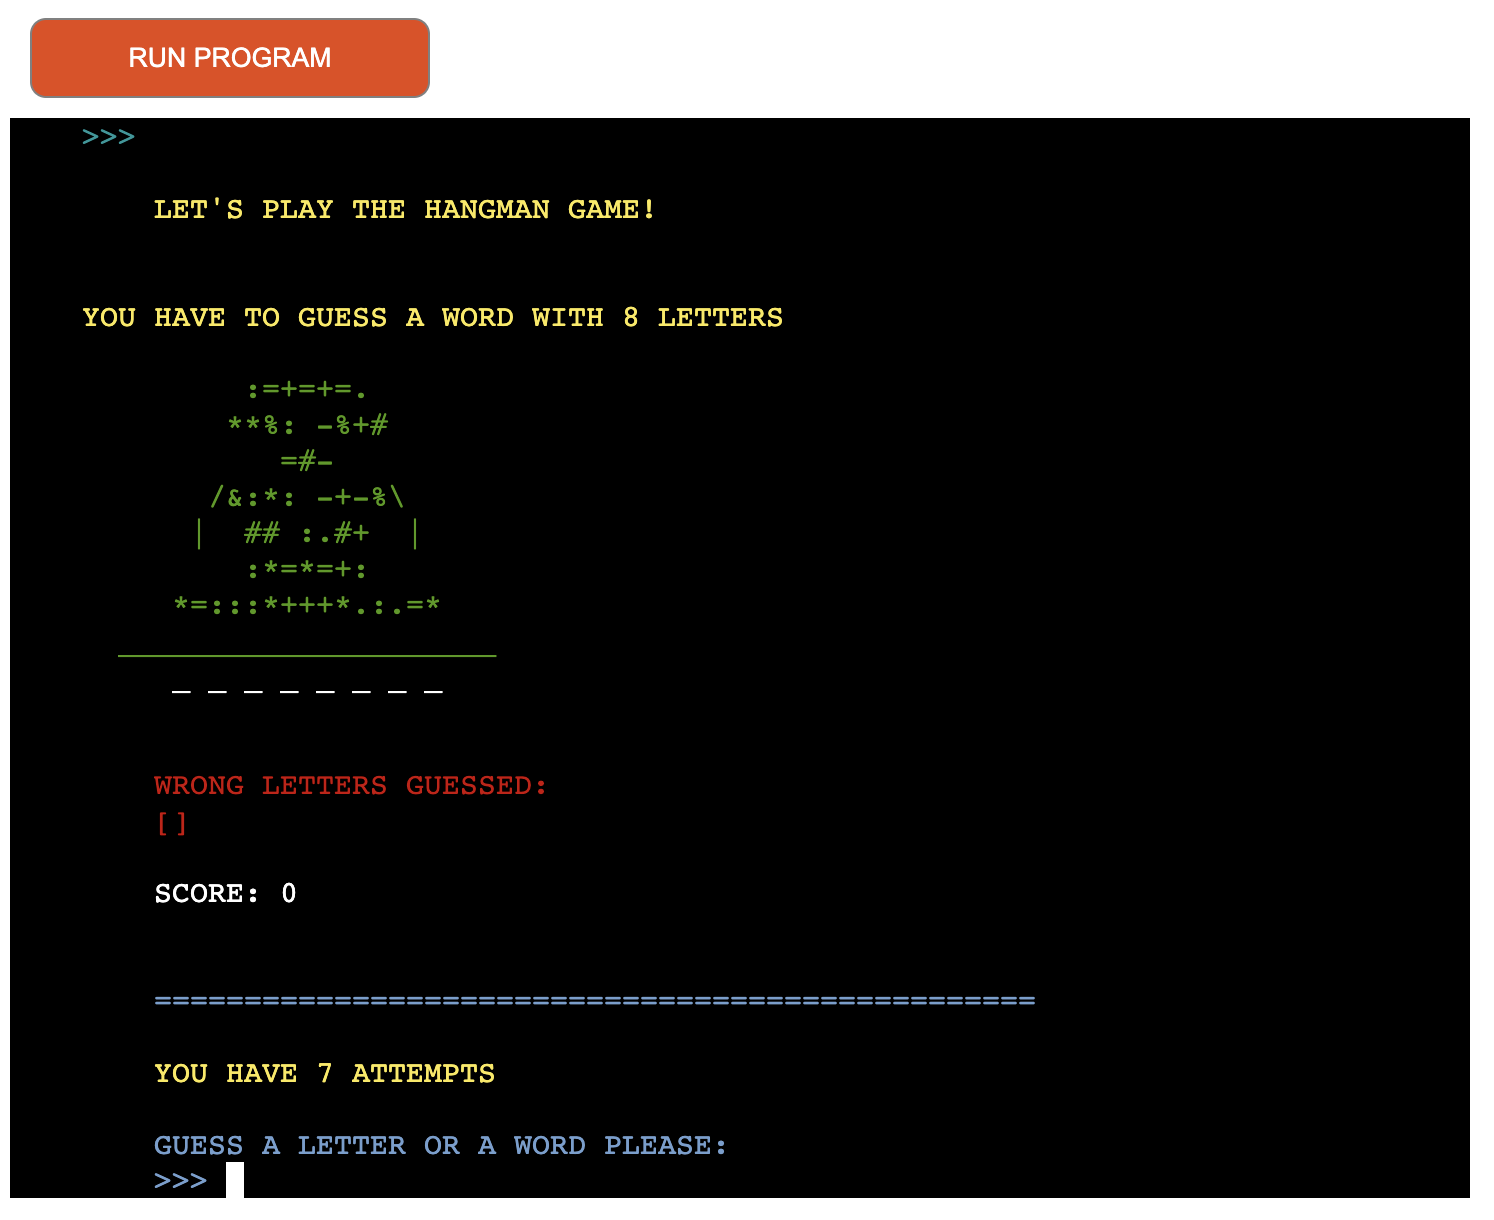 RUN PROGRAM
>>>
LET'S PLAY THE HANGMAN GAME!
YOU HAVE TO GUESS A WORD WITH 8 LETTERS
:=+=+=.
**%: -%+#
=#-
/&:*: -+-%\
|  ## :.#+  |
:*=*=+:
*=:::*+++*.:.=*
_____________________
_ _ _ _ _ _ _ _
WRONG LETTERS GUESSED:
[]
SCORE: 0
=================================================
YOU HAVE 7 ATTEMPTS
GUESS A LETTER OR A WORD PLEASE:
>>>